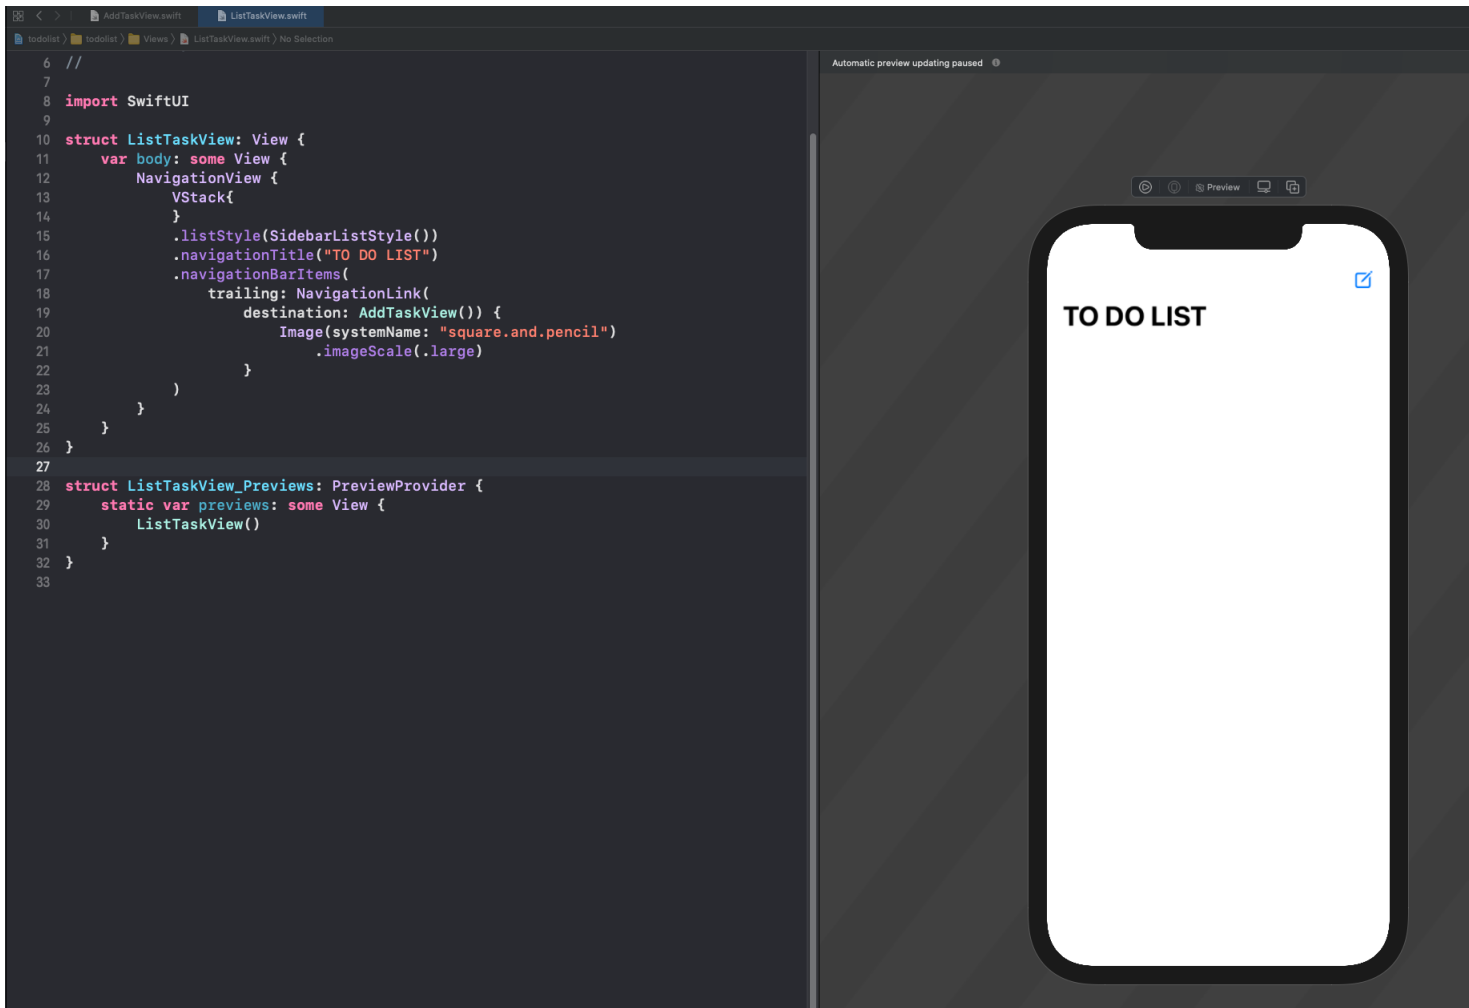 AddTaskView.swift ListTaskView.swift
todolist 〉 todolist 〉 Views 〉 ListTaskView.swift 〉 No Selection
6 //
7
8 import SwiftUI
9
10 struct ListTaskView: View {
11 var body: some View {
12 NavigationView {
13 VStack{
14 }
15 .listStyle(SidebarListStyle())
16 .navigationTitle("TO DO LIST")
17 .navigationBarItems(
18 trailing: NavigationLink(
19 destination: AddTaskView()) {
20 Image(systemName: "square.and.pencil")
21 .imageScale(.large)
22 }
23 )
24 }
25 }
26 }
27
28 struct ListTaskView_Previews: PreviewProvider {
29 static var previews: some View {
30 ListTaskView()
31 }
32 }
33
Automatic preview updating paused
Preview
TO DO LIST